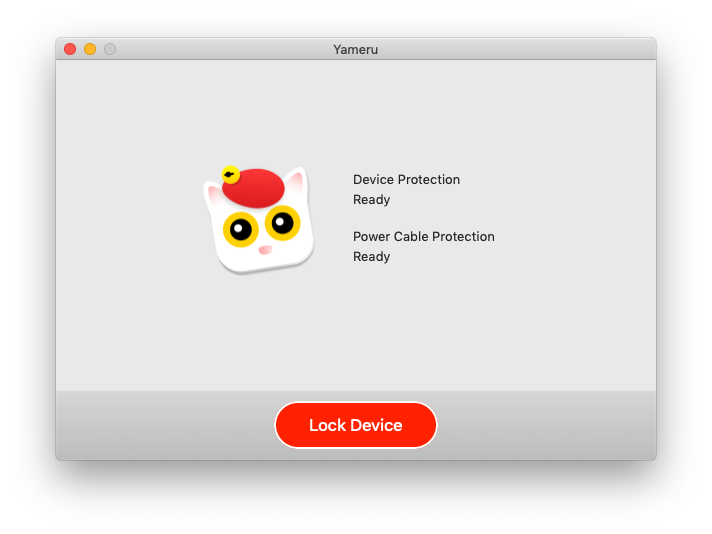 Yameru
Device Protection
Ready
Power Cable Protection
Ready
Lock Device